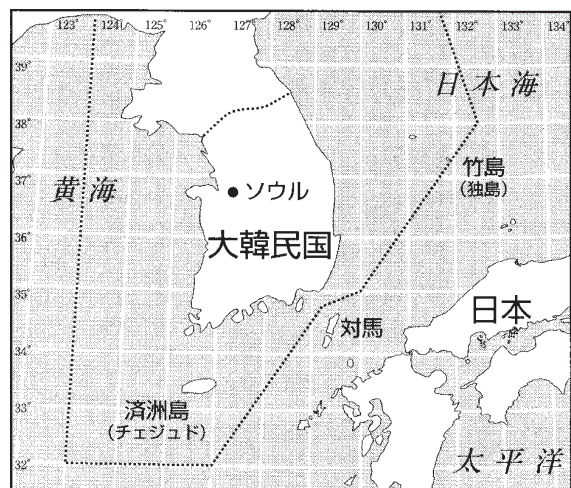 123° 124° 125° 126° 127° 128° 129° 130° 131° 132° 133° 134°
39°
38°
37°
36°
35°
34°
33°
32°
日本海
竹島
(独島)
黄海
ソウル
大韓民国
日本
対馬
済洲島
(チェジュド)
太平洋